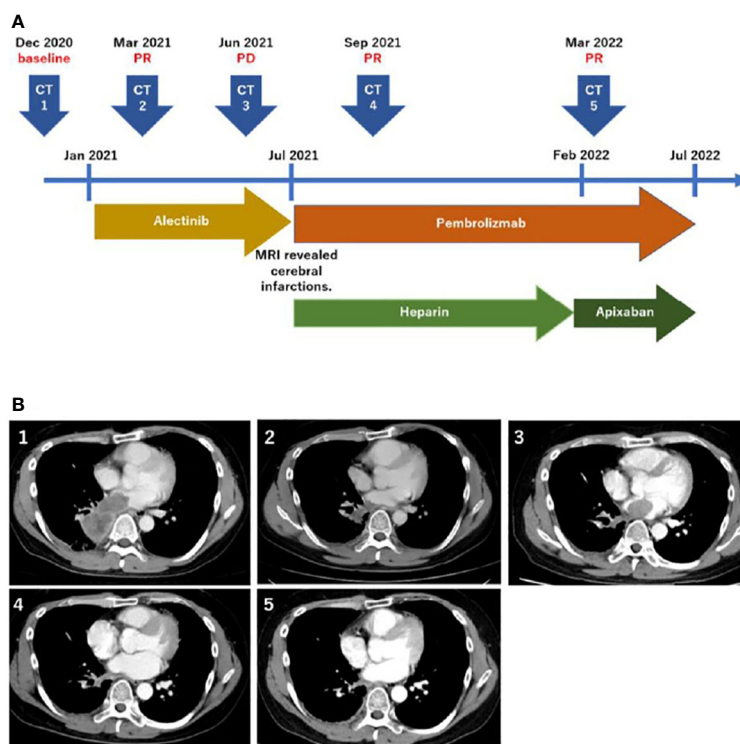 A
Dec 2020
baseline
Mar 2021
PR
Jun 2021
PD
Sep 2021
PR
Mar 2022
PR
CT
1
CT
2
CT
3
CT
4
CT
5
Jan 2021
Jul 2021
Feb 2022
Jul 2022
Alectinib
Pembrolizmab
MRI revealed
cerebral
infarctions.
Heparin
Apixaban
B
1
2
3
4
5